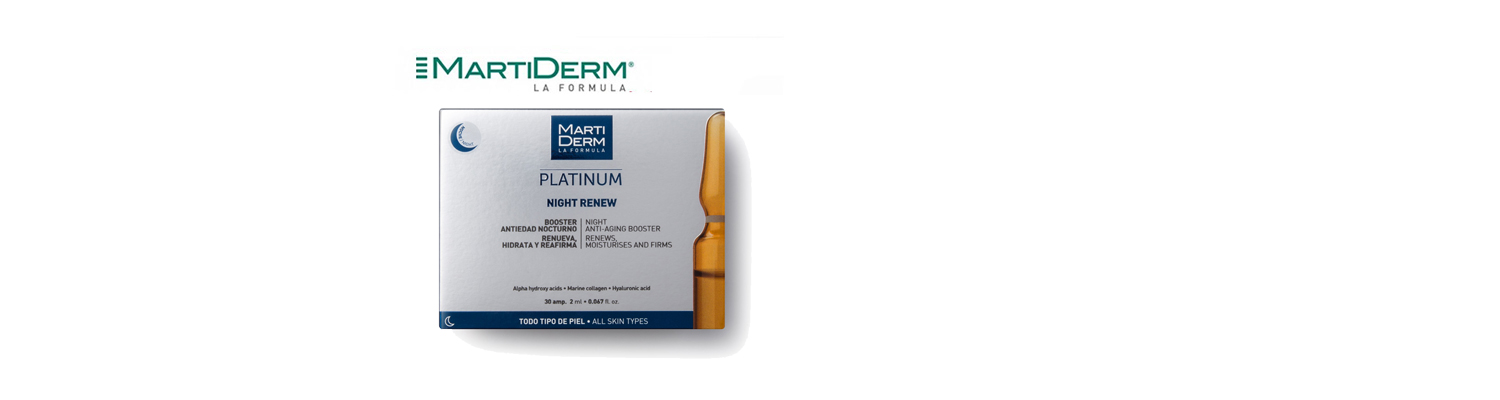 MARTIDERM®
LA FORMULA
MARTI
DERM
LA FORMULA
PLATINUM
NIGHT RENEW
BOOSTER
ANTIEDAD NOCTURNO
RENUEVA,
HIDRATA Y REAFIRMA
NIGHT
ANTI-AGING BOOSTER
RENEWS,
MOISTURISES AND FIRMS
Alpha hydroxy acids • Marine collagen • Hyaluronic acid
30 amp. 2 ml • 0.067 fl. oz.
TODO TIPO DE PIEL • ALL SKIN TYPES